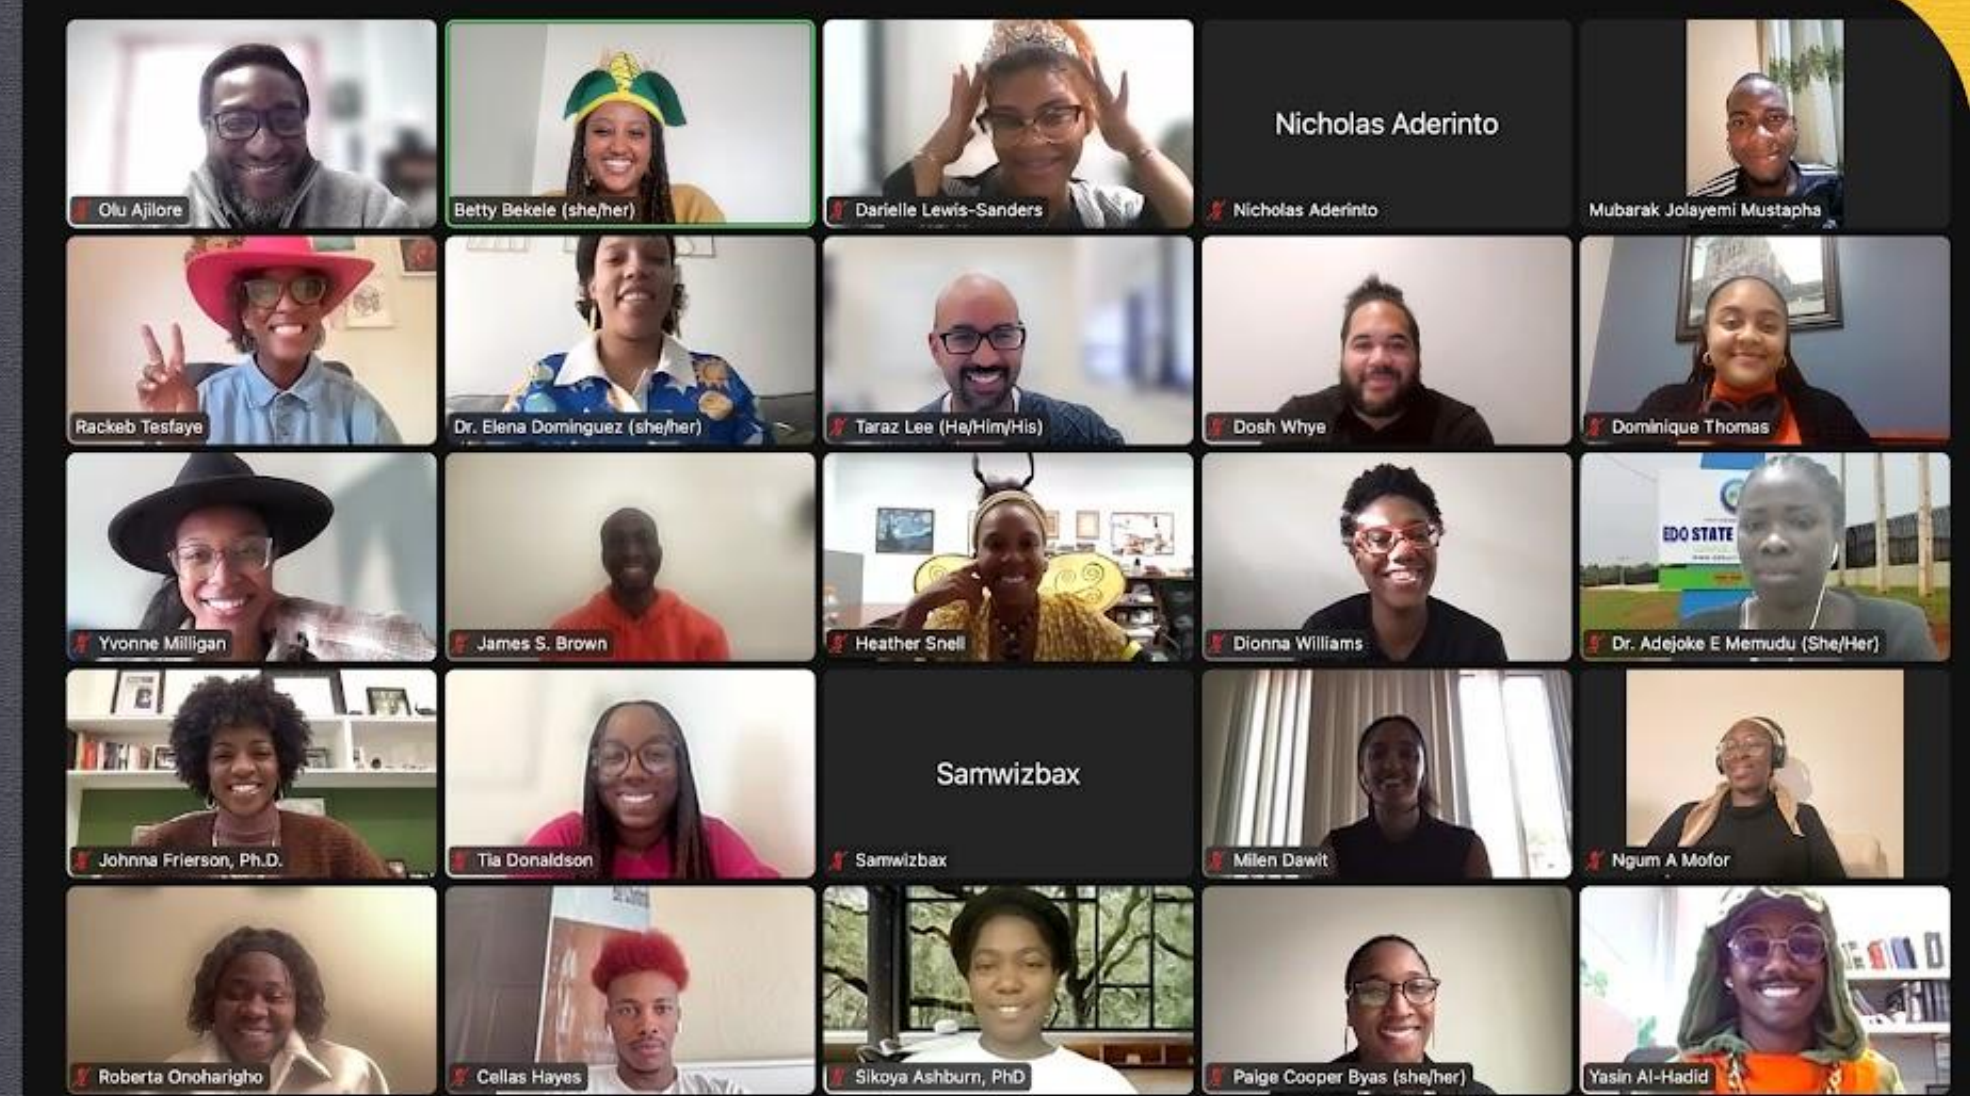 Olu Ajilore
Betty Bekele (she/her)
Darielle Lewis-Sanders
Nicholas Aderinto
Nicholas Aderinto
Mubarak Jolayemi Mustapha
Rackeb Tesfaye
Dr. Elena Dominguez (she/her)
Taraz Lee (He/Him/His)
Dosh Whye
Dominique Thomas
Yvonne Milligan
James S. Brown
Heather Snell
Dionna Williams
EDO STATE
Dr. Adejoke E Memudu (She/Her)
Johnna Frierson, Ph.D.
Tia Donaldson
Samwizbax
Samwizbax
Milen Dawit
Ngum A Mofor
Roberta Onoharigho
Cellas Hayes
Sikoya Ashburn, PhD
Paige Cooper Byas (she/her)
Yasin Al-Hadid